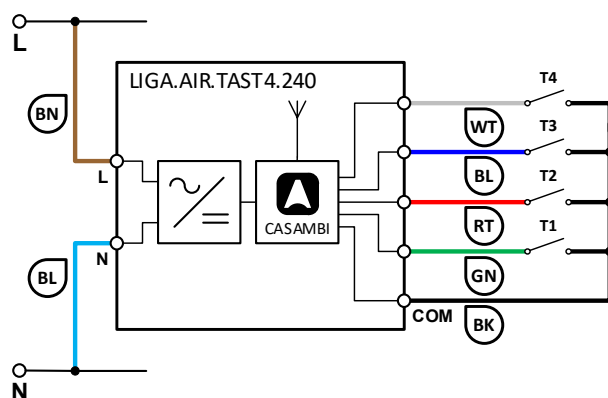 L
BN
LIGA.AIR.TAST4.240
T4
WT
T3
L
BL
T2
CASAMBI
RT
T1
N
BL
GN
COM
BK
N